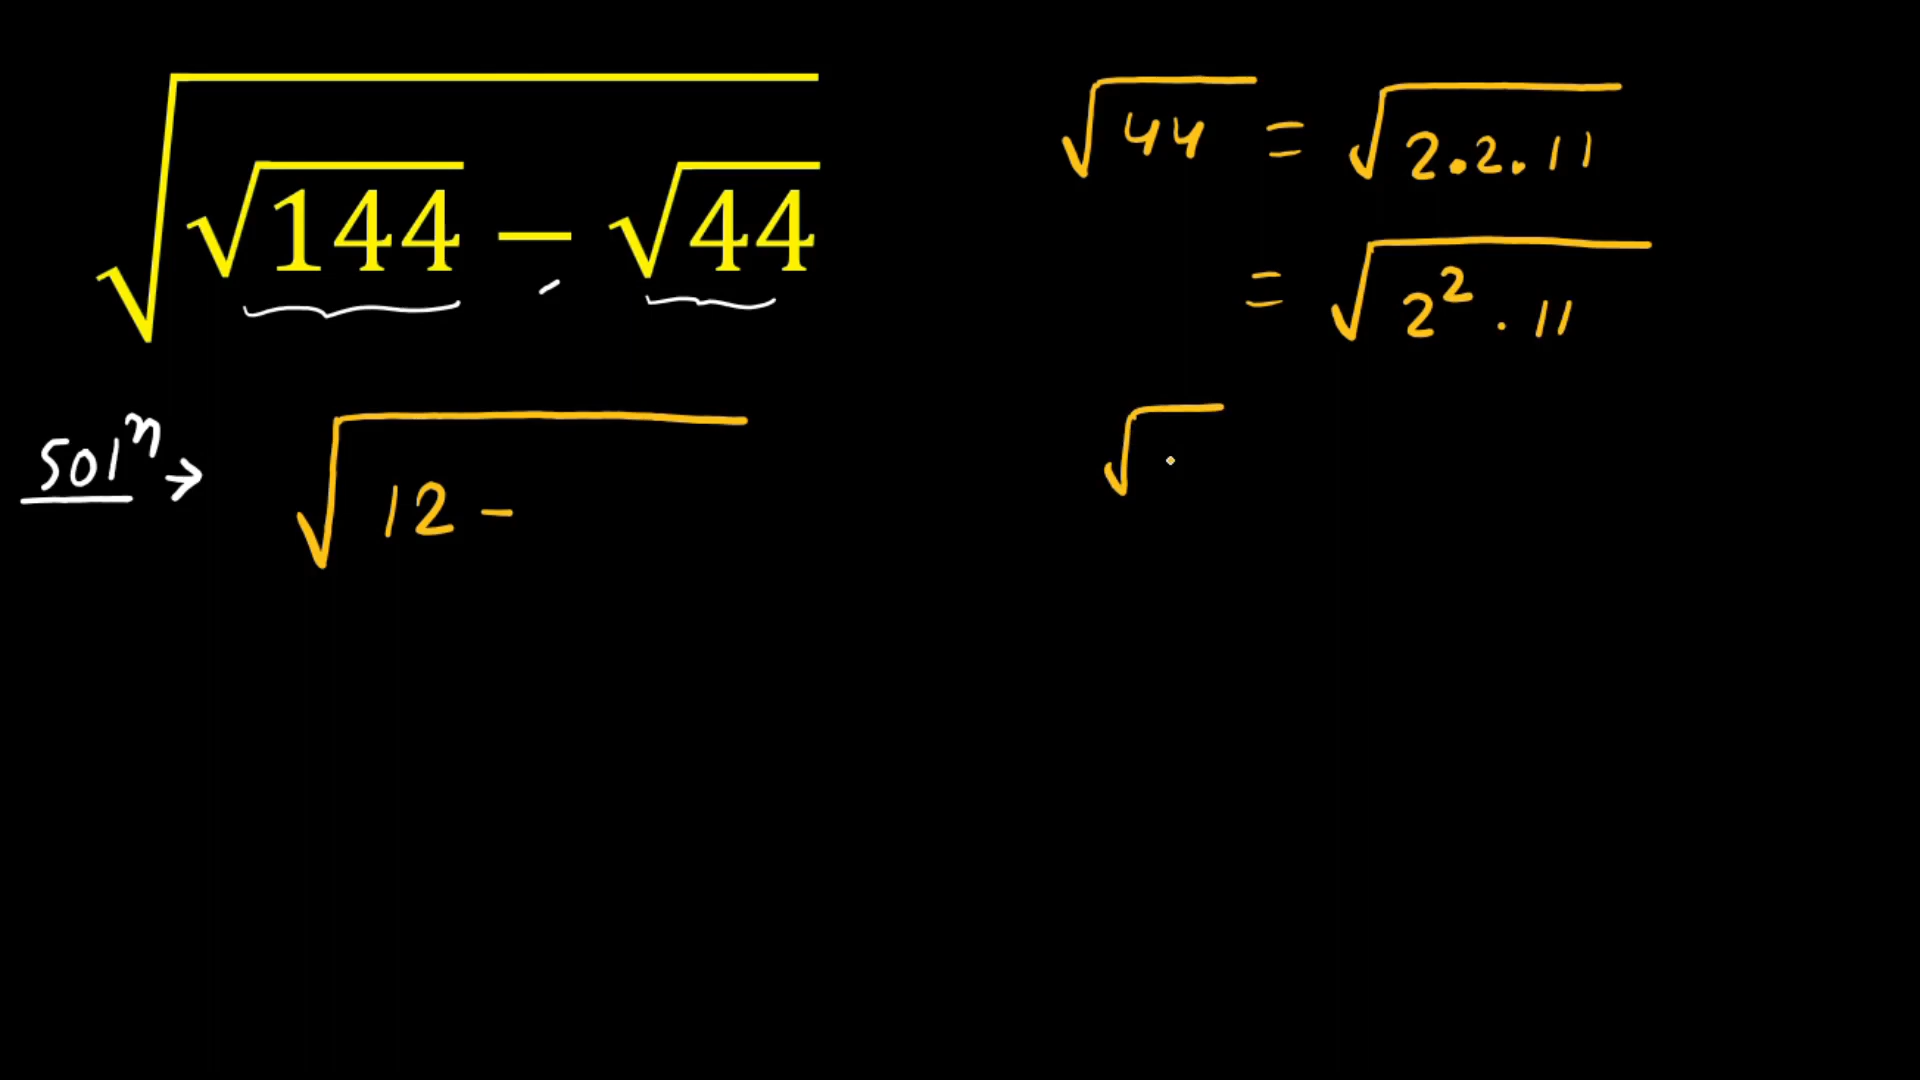 √(√144 − √44)
Solⁿ → √(12 −
√44 = √(2.2.11)
= √(2² . 11)
√